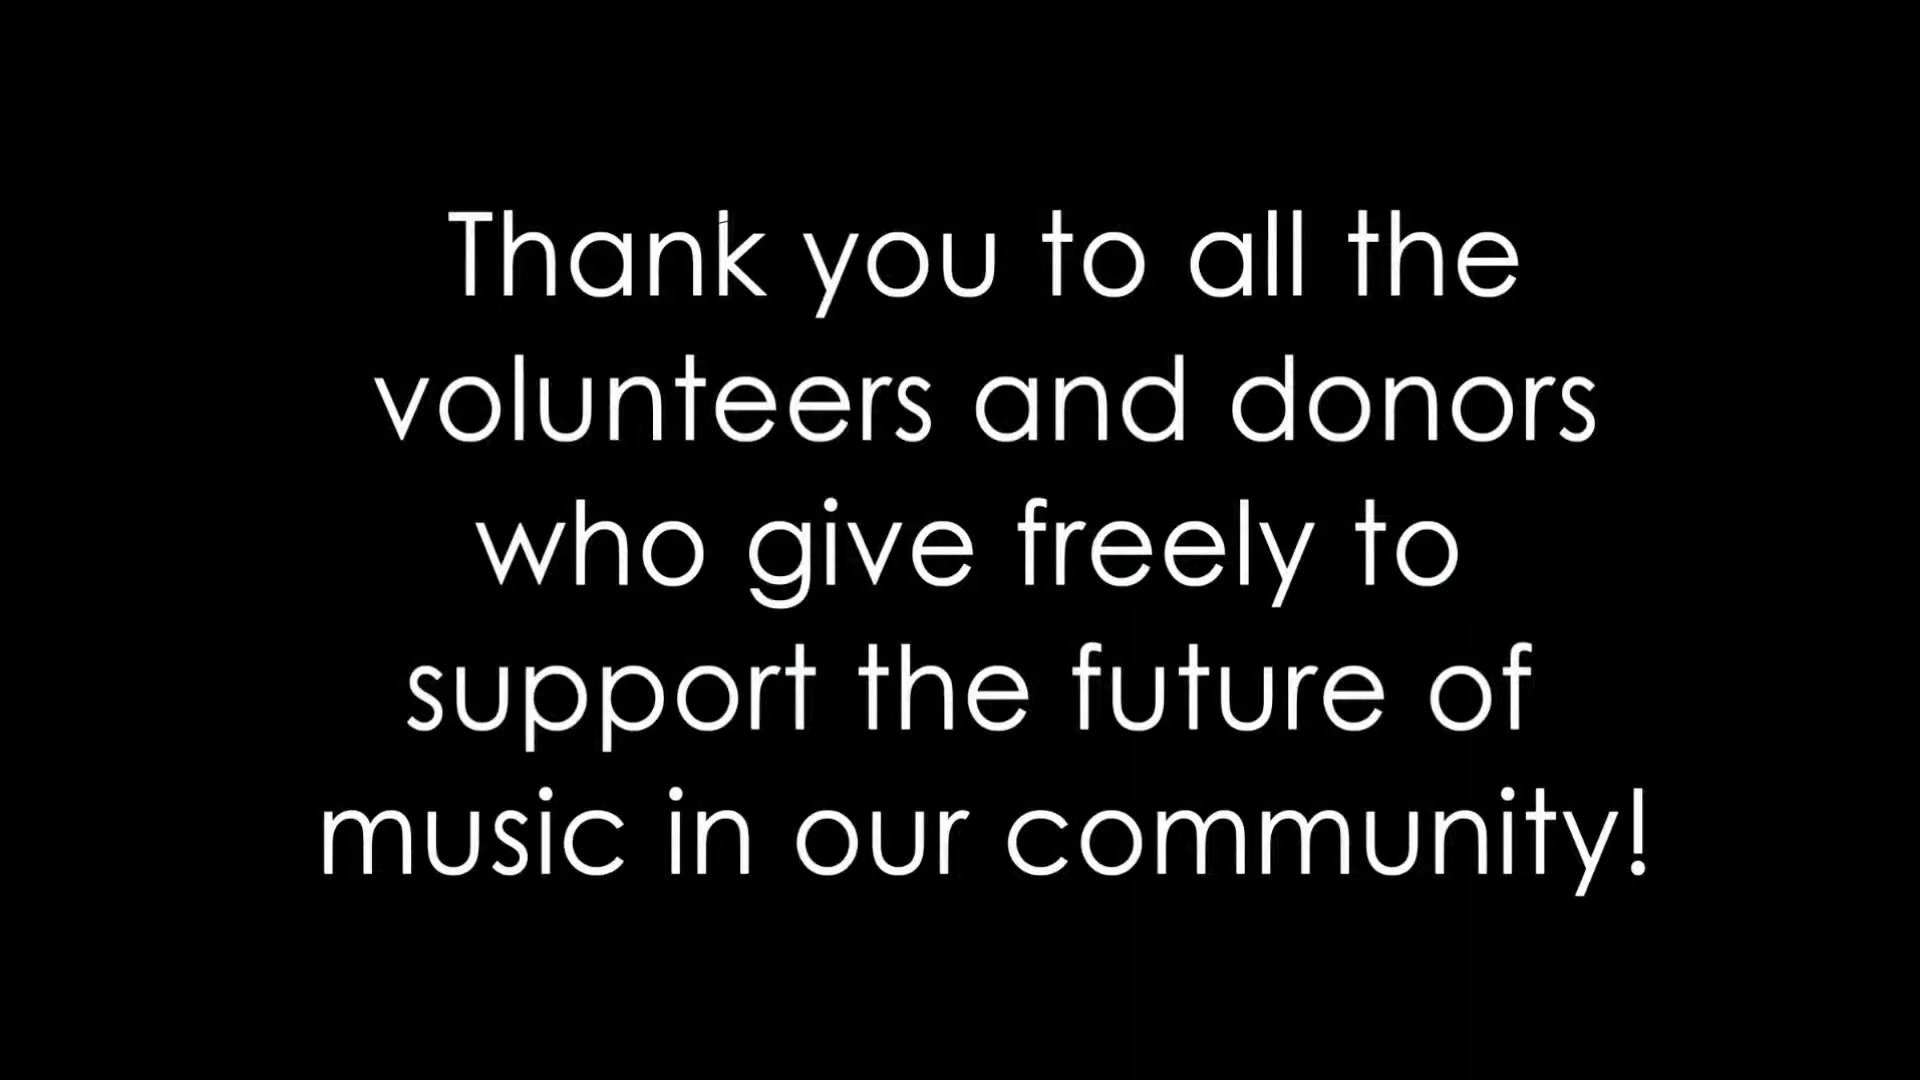 Thank you to all the
volunteers and donors
who give freely to
support the future of
music in our community!